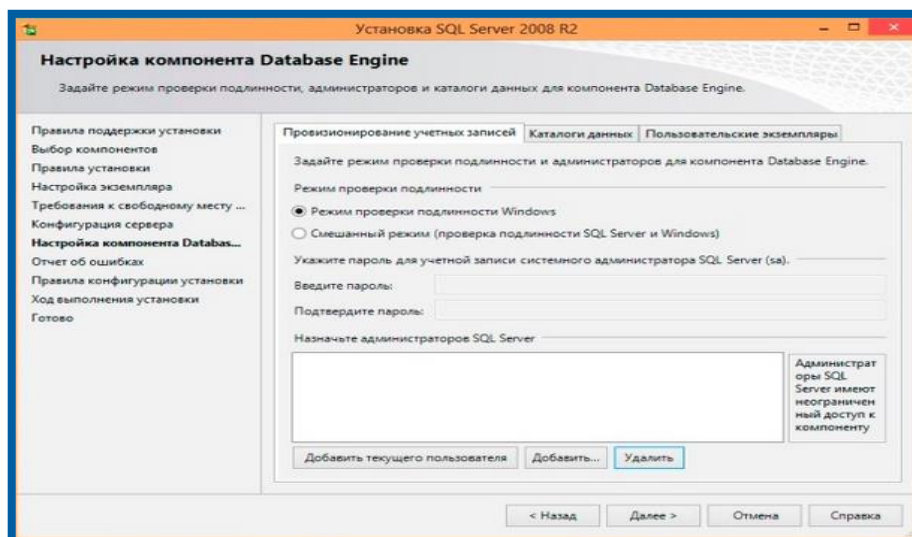 Установка SQL Server 2008 R2
Настройка компонента Database Engine
Задайте режим проверки подлинности, администраторов и каталоги данных для компонента Database Engine.
Правила поддержки установки
Выбор компонентов
Правила установки
Настройка экземпляра
Требования к свободному месту ...
Конфигурация сервера
Настройка компонента Databas...
Отчет об ошибках
Правила конфигурации установки
Ход выполнения установки
Готово
Провизионирование учетных записей
Каталоги данных
Пользовательские экземпляры
Задайте режим проверки подлинности и администраторов для компонента Database Engine.
Режим проверки подлинности
Режим проверки подлинности Windows
Смешанный режим (проверка подлинности SQL Server и Windows)
Укажите пароль для учетной записи системного администратора SQL Server (sa).
Введите пароль:
Подтвердите пароль:
Назначьте администраторов SQL Server
Администрат
оры SQL
Server имеют
неограничен
ный доступ к
компоненту
Добавить текущего пользователя
Добавить...
Удалить
< Назад
Далее >
Отмена
Справка